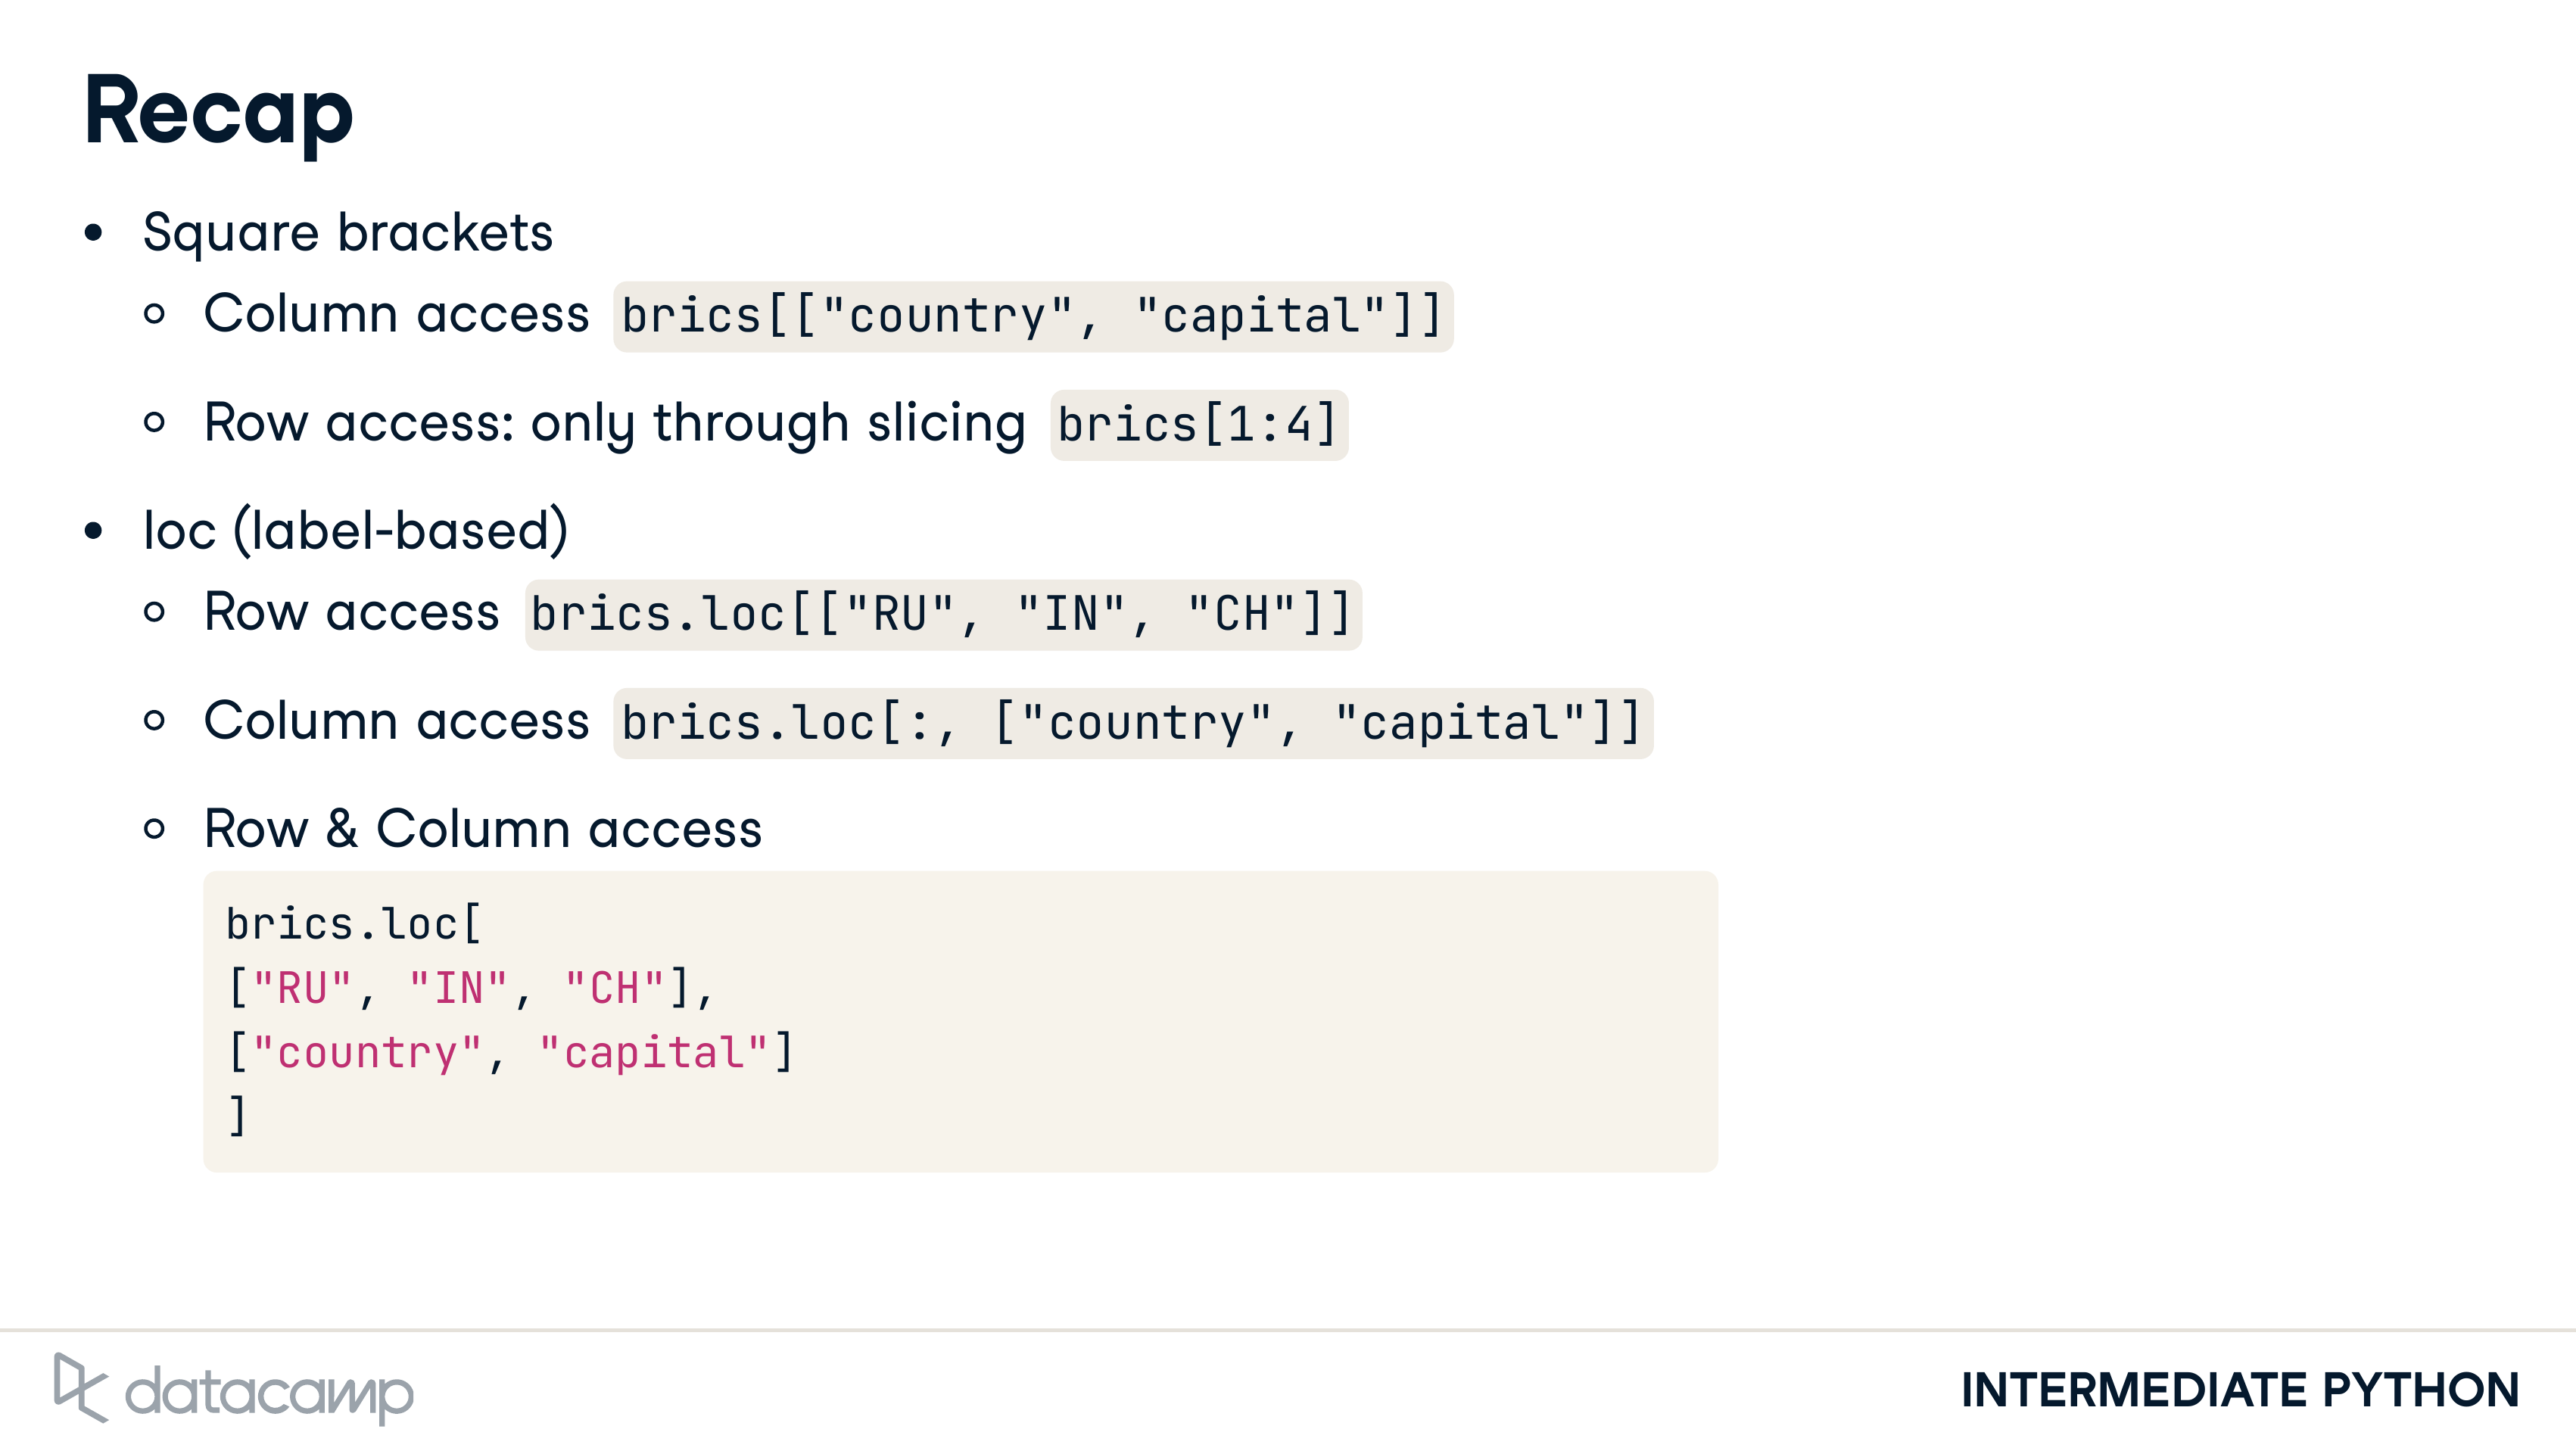 Recap
• Square brackets
◦ Column access brics[["country", "capital"]]
◦ Row access: only through slicing brics[1:4]
• loc (label-based)
◦ Row access brics.loc[["RU", "IN", "CH"]]
◦ Column access brics.loc[:, ["country", "capital"]]
◦ Row & Column access
brics.loc[
["RU", "IN", "CH"],
["country", "capital"]
]
datacamp
INTERMEDIATE PYTHON